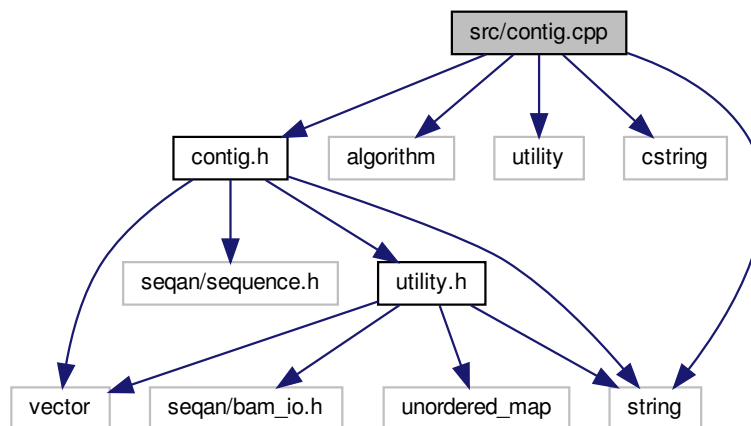 src/contig.cpp
contig.h
algorithm
utility
cstring
seqan/sequence.h
utility.h
vector
seqan/bam_io.h
unordered_map
string